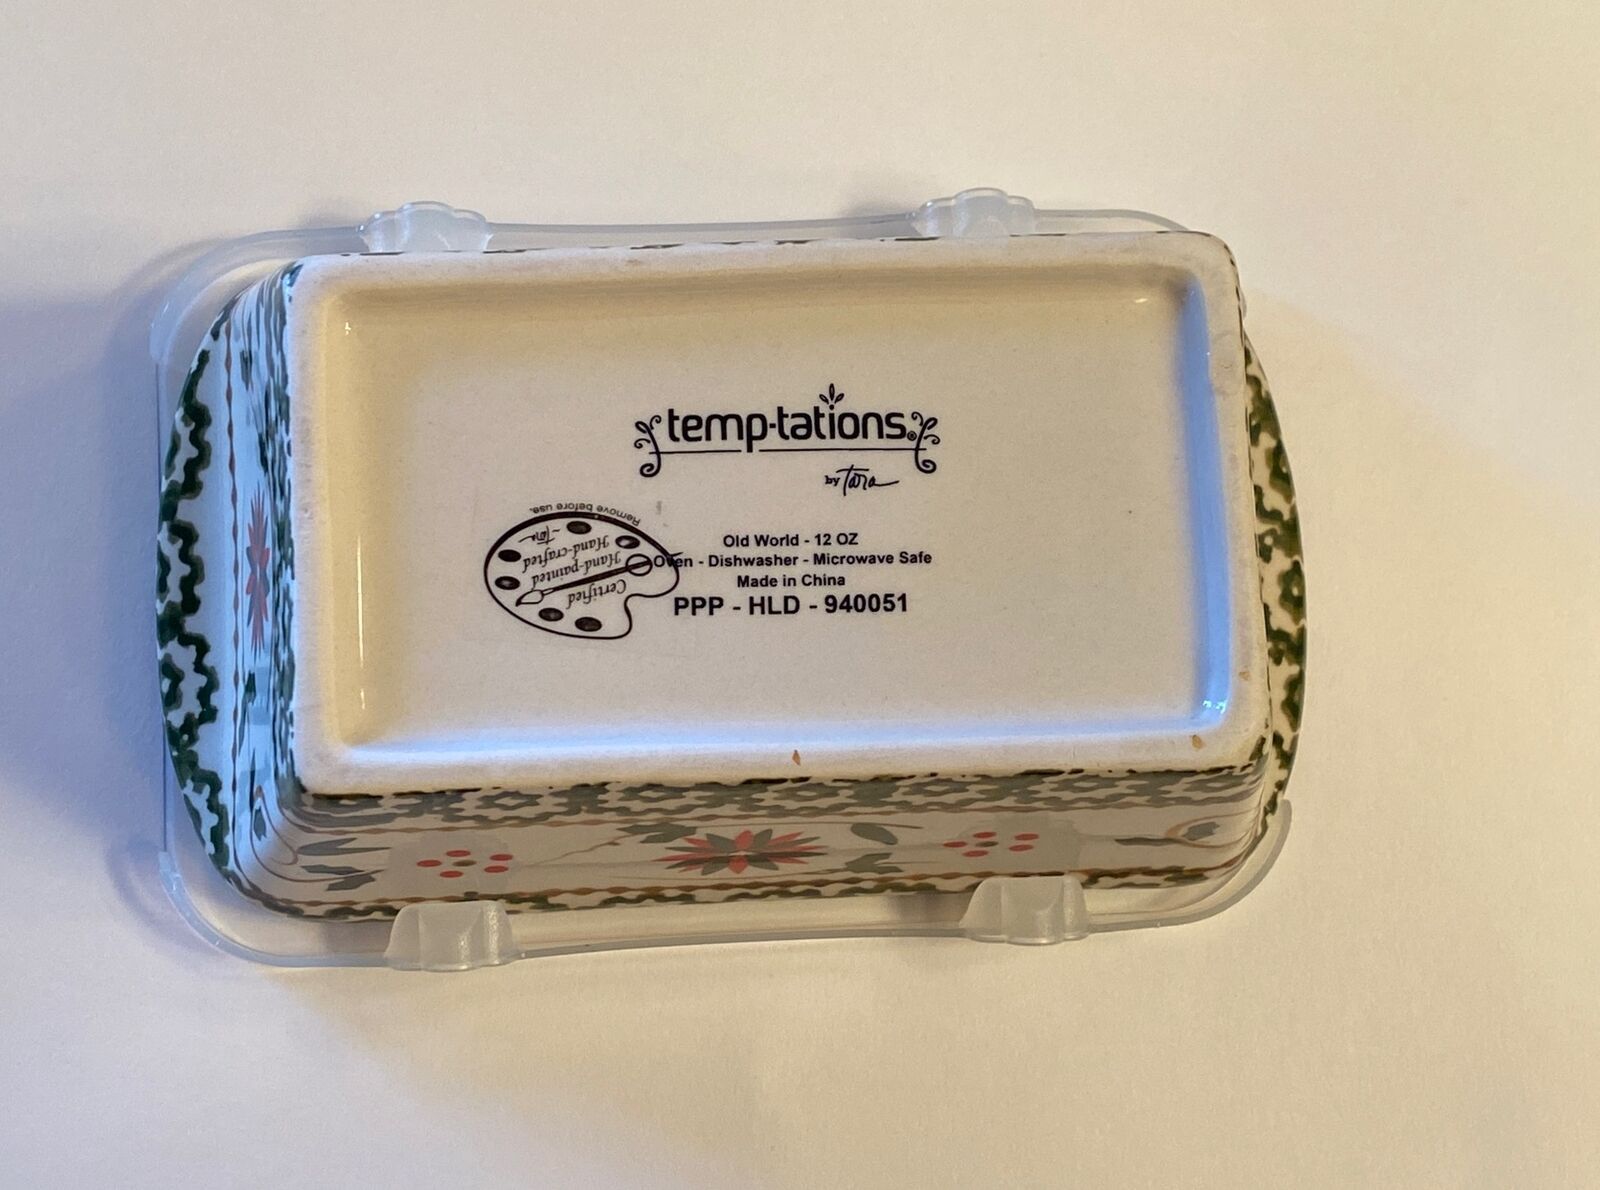 temp-tations®
by Tara
Old World - 12 OZ
Oven - Dishwasher - Microwave Safe
Made in China
PPP - HLD - 940051
Certified
Hand-painted
Hand-crafted
~Tara
Remove before use.